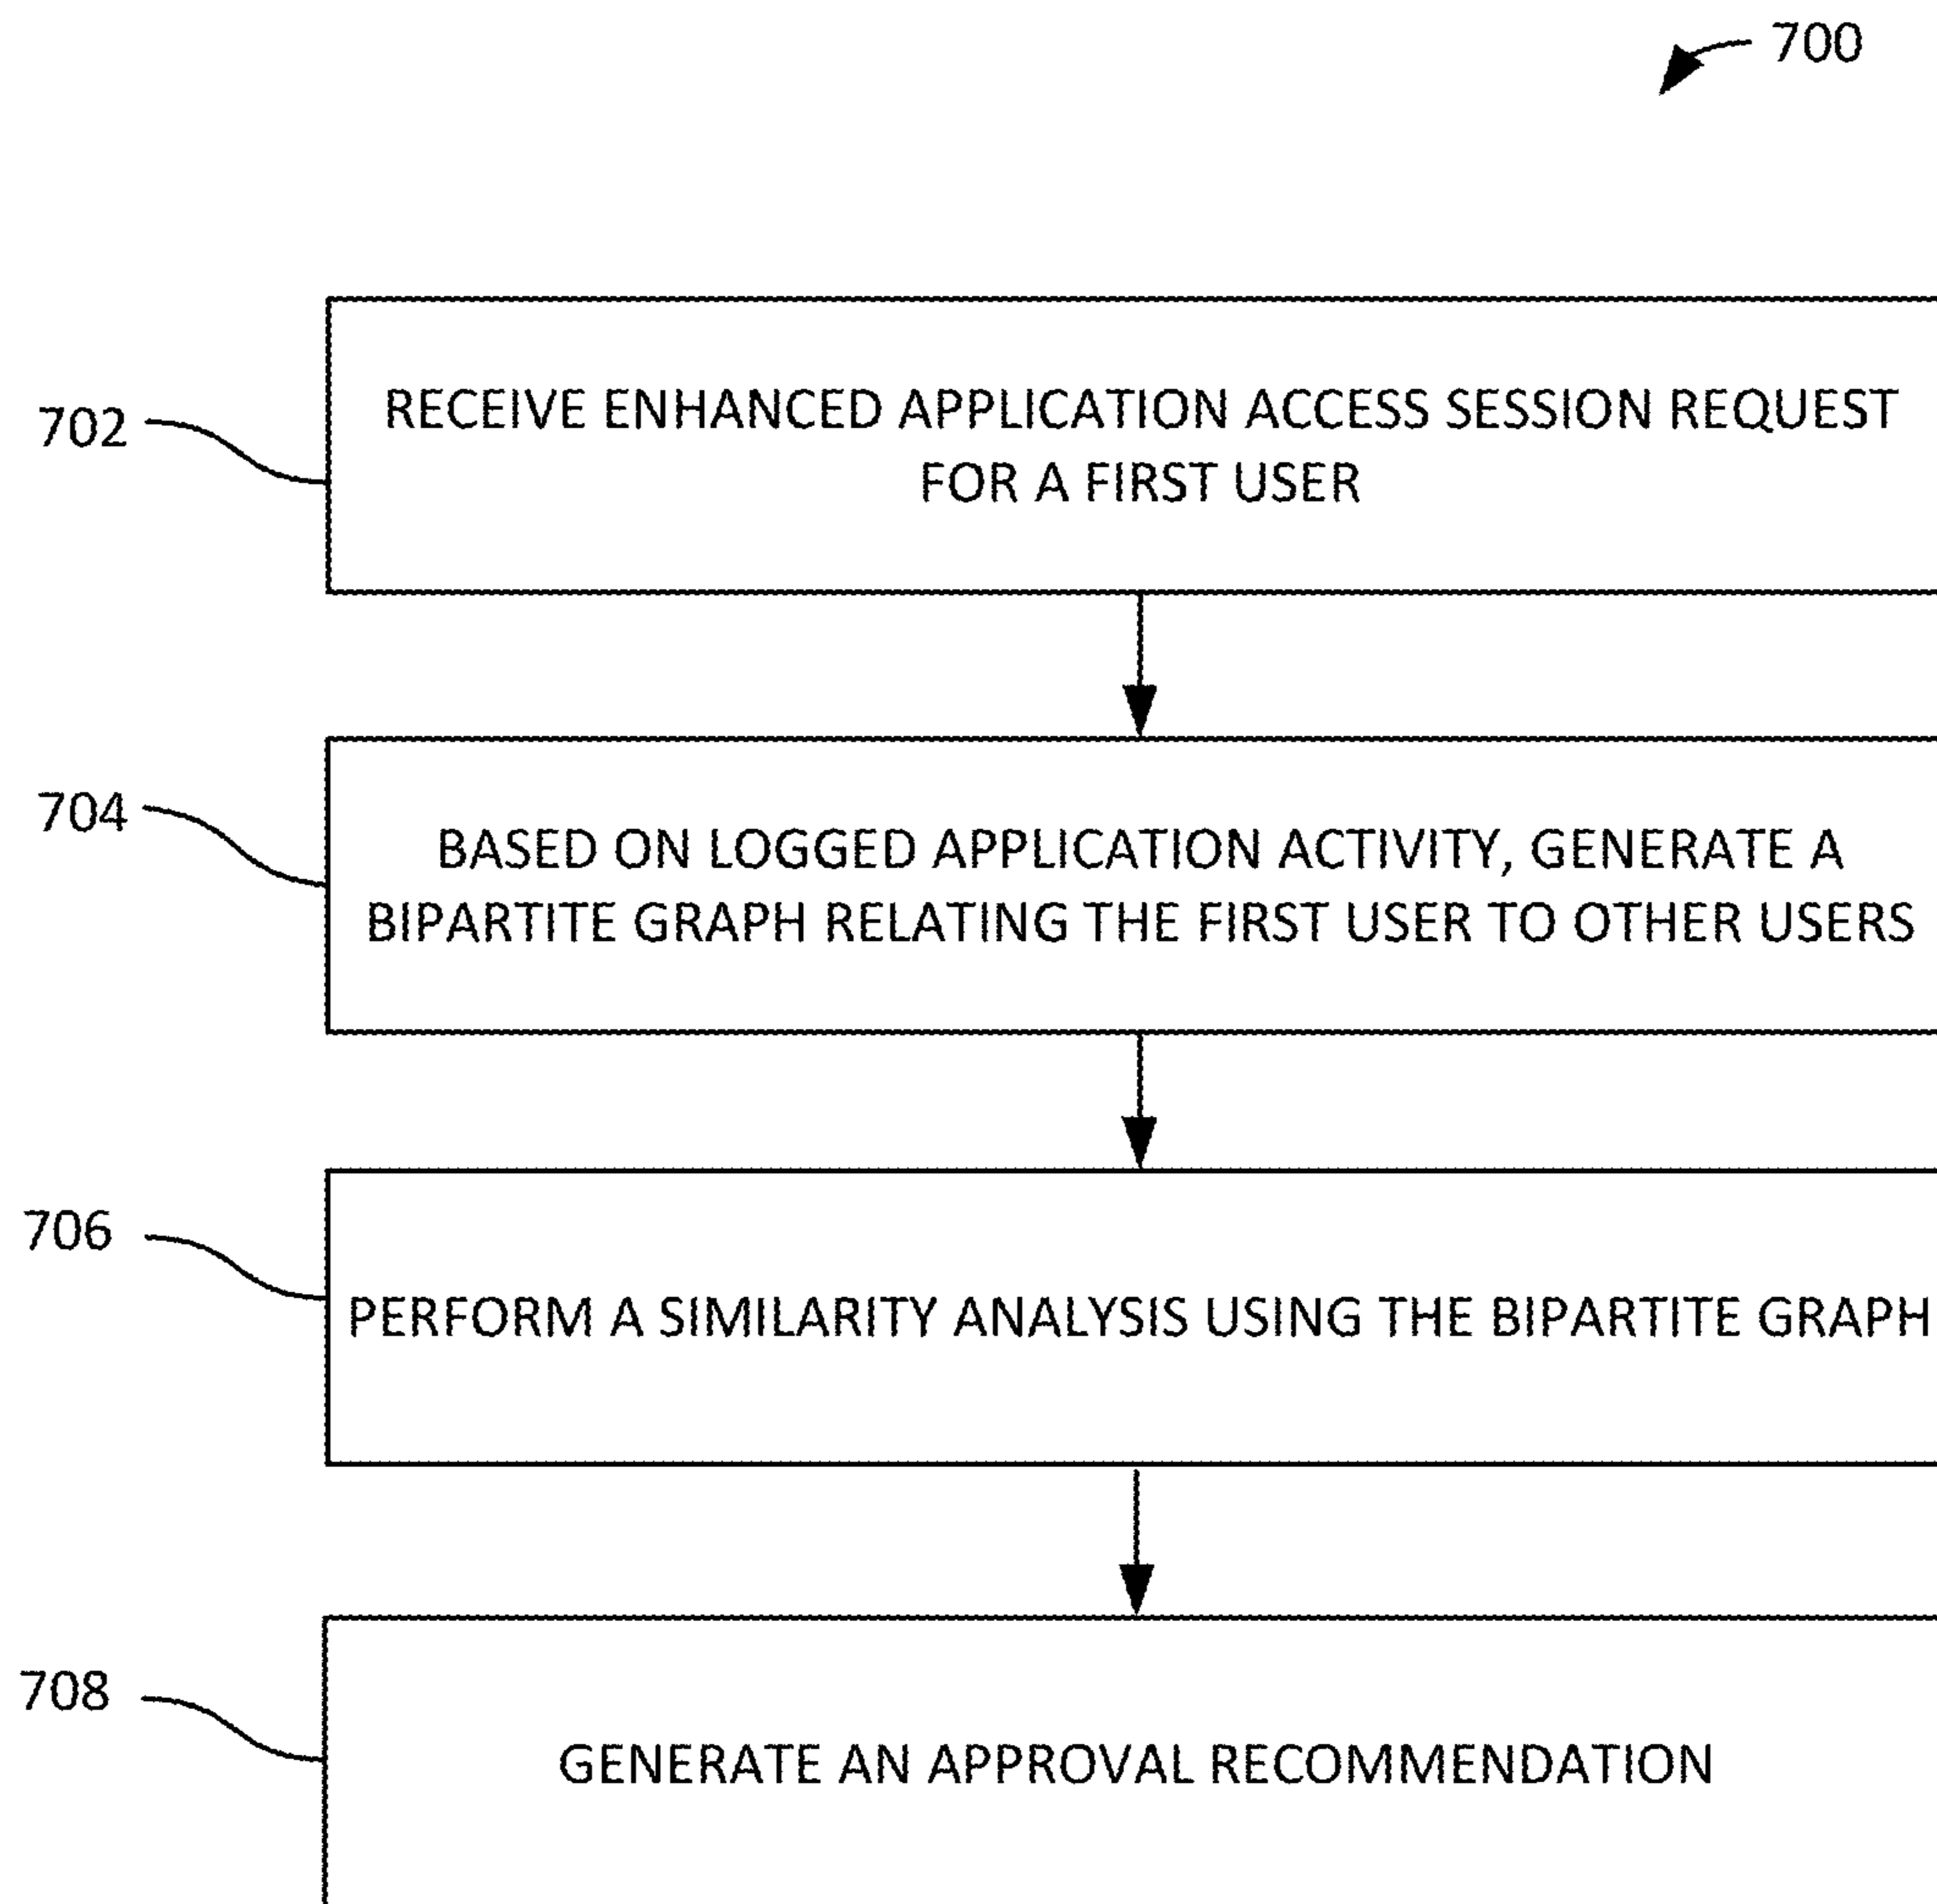 700
702
RECEIVE ENHANCED APPLICATION ACCESS SESSION REQUEST
FOR A FIRST USER
704
BASED ON LOGGED APPLICATION ACTIVITY, GENERATE A
BIPARTITE GRAPH RELATING THE FIRST USER TO OTHER USERS
706
PERFORM A SIMILARITY ANALYSIS USING THE BIPARTITE GRAPH
708
GENERATE AN APPROVAL RECOMMENDATION